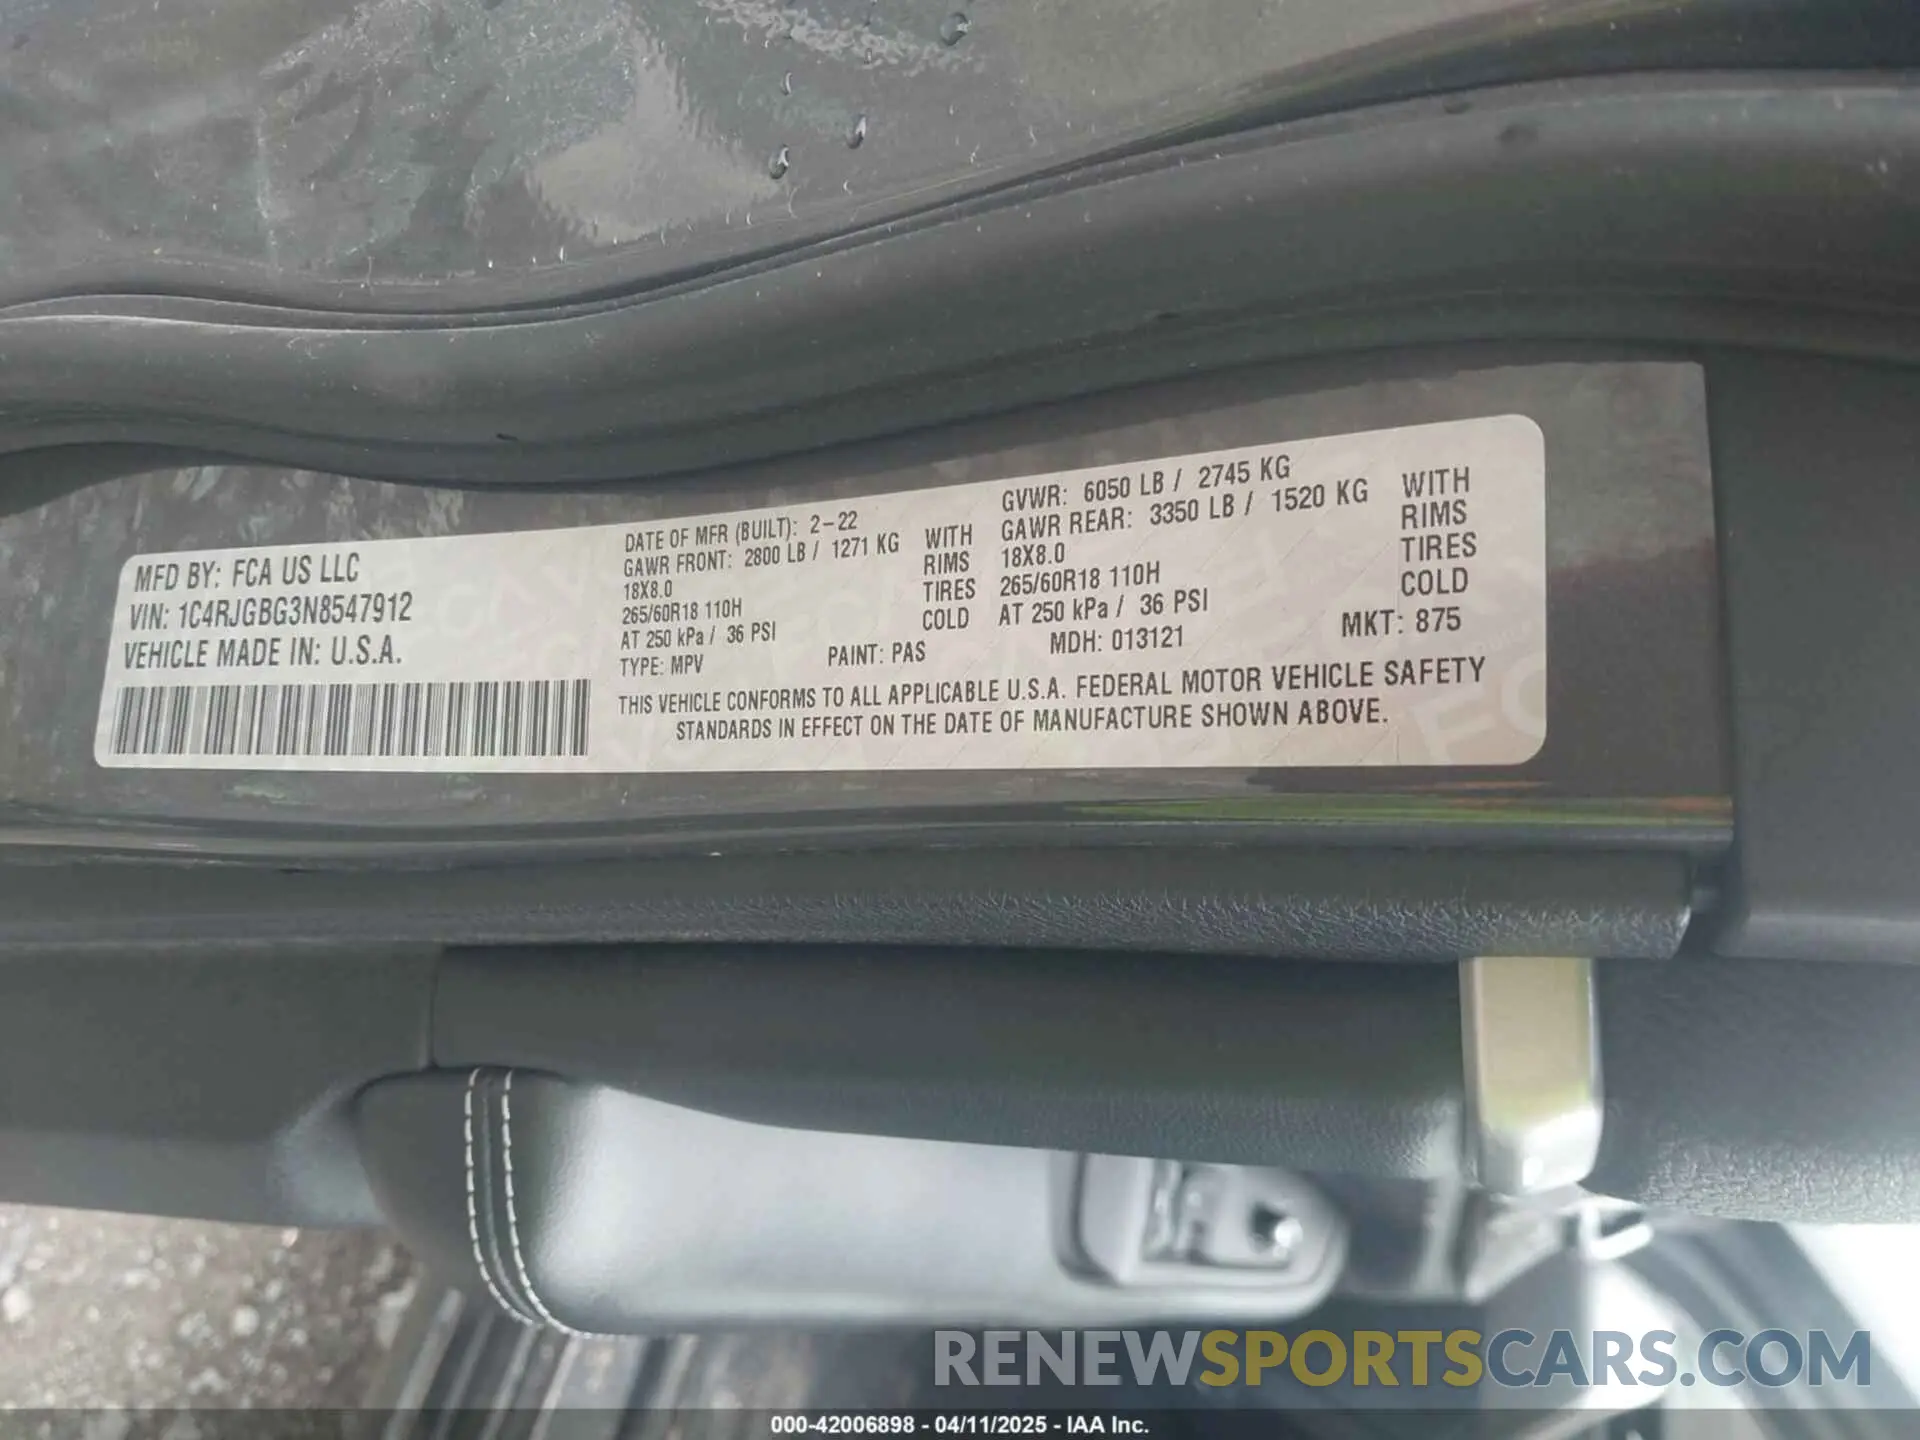 MFD BY: FCA US LLC
VIN: 1C4RJGBG3N8547912
VEHICLE MADE IN: U.S.A.
DATE OF MFR (BUILT): 2-22
GAWR FRONT: 2800 LB / 1271 KG WITH
18X8.0 RIMS
265/60R18 110H TIRES
AT 250 kPa / 36 PSI COLD
GVWR: 6050 LB / 2745 KG
GAWR REAR: 3350 LB / 1520 KG WITH
18X8.0 RIMS
265/60R18 110H TIRES
AT 250 kPa / 36 PSI COLD
TYPE: MPV PAINT: PAS MDH: 013121 MKT: 875
THIS VEHICLE CONFORMS TO ALL APPLICABLE U.S.A. FEDERAL MOTOR VEHICLE SAFETY
STANDARDS IN EFFECT ON THE DATE OF MANUFACTURE SHOWN ABOVE.
RENEWSPORTSCARS.COM
000-42006898 - 04/11/2025 - IAA Inc.